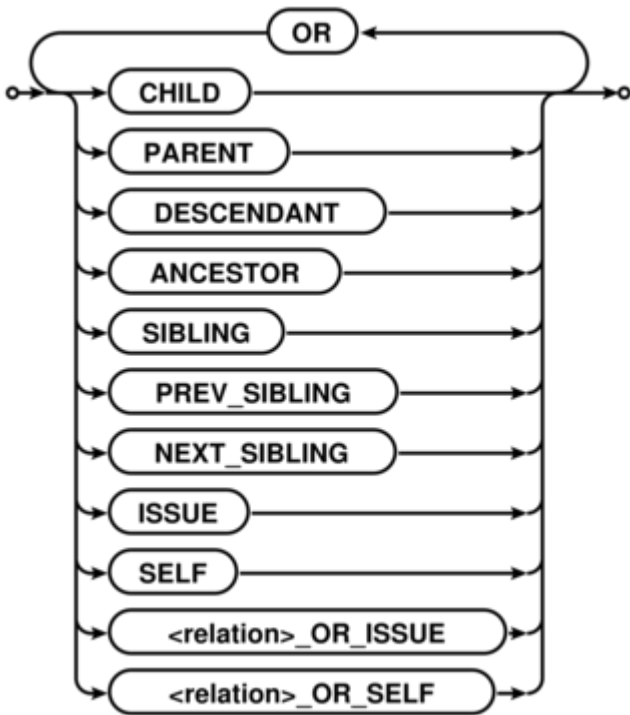 OR
CHILD
PARENT
DESCENDANT
ANCESTOR
SIBLING
PREV_SIBLING
NEXT_SIBLING
ISSUE
SELF
<relation>_OR_ISSUE
<relation>_OR_SELF